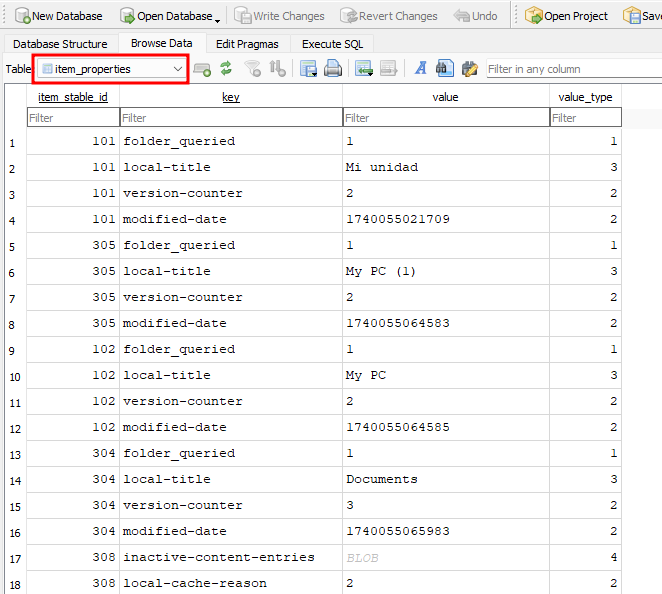 New Database Open Database Write Changes Revert Changes Undo Open Project Save
Database Structure Browse Data Edit Pragmas Execute SQL
Table item_properties Filter in any column
item_stable_id key value value_type
Filter Filter Filter Filter
1 101 folder_queried 1 1
2 101 local-title Mi unidad 3
3 101 version-counter 2 2
4 101 modified-date 1740055021709 2
5 305 folder_queried 1 1
6 305 local-title My PC (1) 3
7 305 version-counter 2 2
8 305 modified-date 1740055064583 2
9 102 folder_queried 1 1
10 102 local-title My PC 3
11 102 version-counter 2 2
12 102 modified-date 1740055064585 2
13 304 folder_queried 1 1
14 304 local-title Documents 3
15 304 version-counter 3 2
16 304 modified-date 1740055065983 2
17 308 inactive-content-entries BLOB 4
18 308 local-cache-reason 2 2